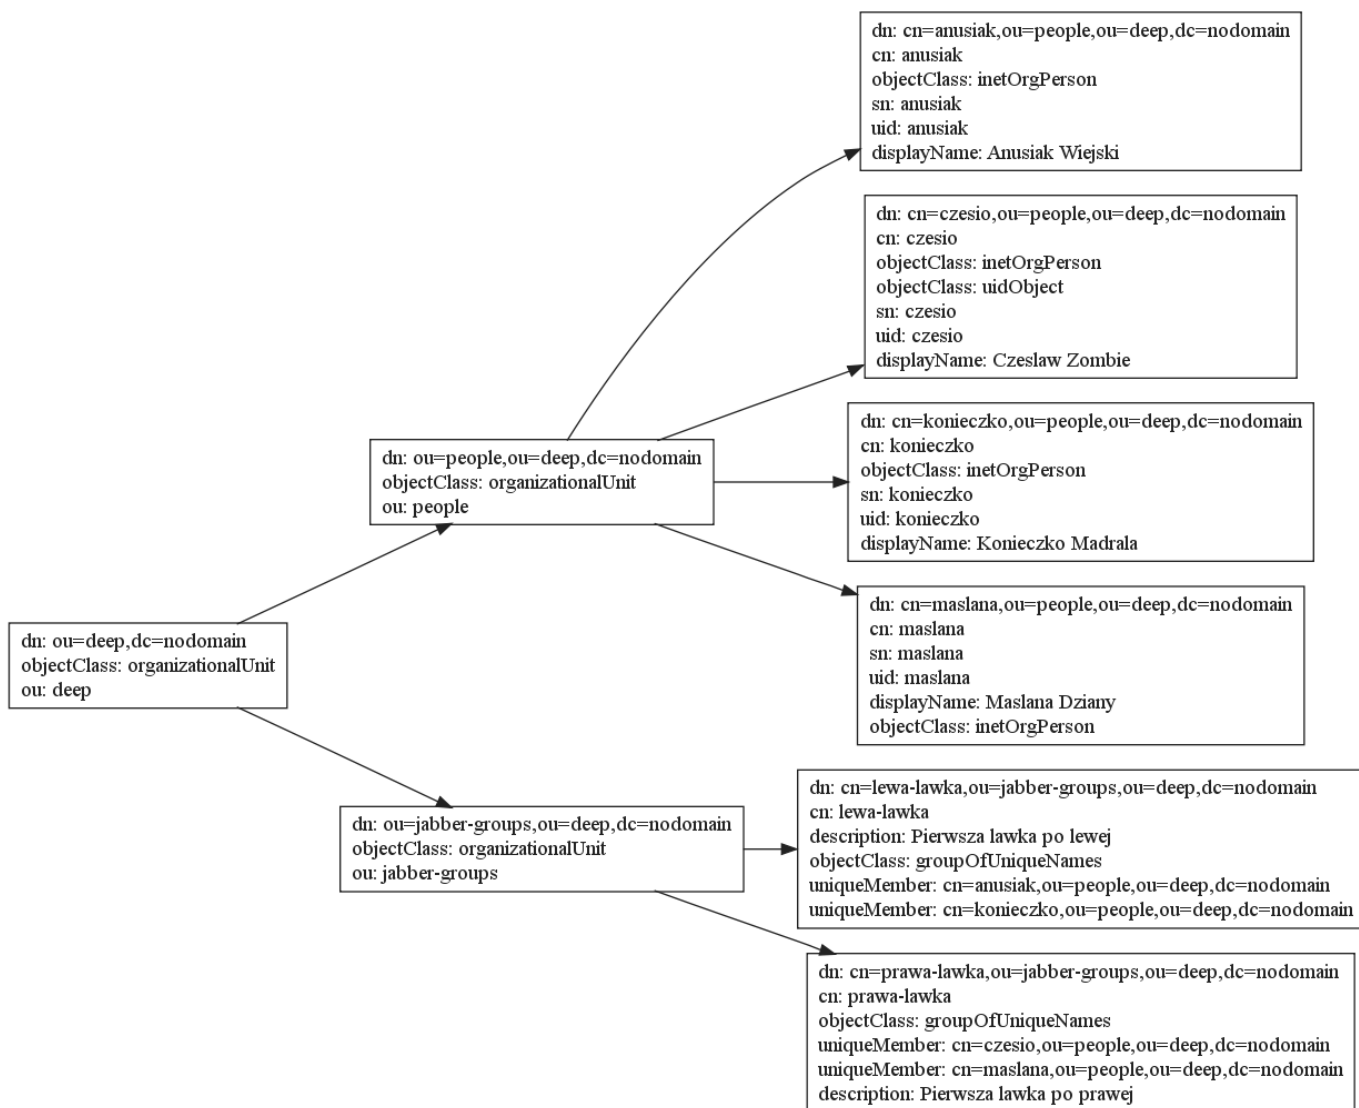 dn: cn=anusiak,ou=people,ou=deep,dc=nodomain
cn: anusiak
objectClass: inetOrgPerson
sn: anusiak
uid: anusiak
displayName: Anusiak Wiejski
dn: cn=czesio,ou=people,ou=deep,dc=nodomain
cn: czesio
objectClass: inetOrgPerson
objectClass: uidObject
sn: czesio
uid: czesio
displayName: Czeslaw Zombie
dn: ou=people,ou=deep,dc=nodomain
objectClass: organizationalUnit
ou: people
dn: cn=konieczko,ou=people,ou=deep,dc=nodomain
cn: konieczko
objectClass: inetOrgPerson
sn: konieczko
uid: konieczko
displayName: Konieczko Madrala
dn: cn=maslana,ou=people,ou=deep,dc=nodomain
cn: maslana
sn: maslana
uid: maslana
displayName: Maslana Dziany
objectClass: inetOrgPerson
dn: ou=deep,dc=nodomain
objectClass: organizationalUnit
ou: deep
dn: ou=jabber-groups,ou=deep,dc=nodomain
objectClass: organizationalUnit
ou: jabber-groups
dn: cn=lewa-lawka,ou=jabber-groups,ou=deep,dc=nodomain
cn: lewa-lawka
description: Pierwsza lawka po lewej
objectClass: groupOfUniqueNames
uniqueMember: cn=anusiak,ou=people,ou=deep,dc=nodomain
uniqueMember: cn=konieczko,ou=people,ou=deep,dc=nodomain
dn: cn=prawa-lawka,ou=jabber-groups,ou=deep,dc=nodomain
cn: prawa-lawka
objectClass: groupOfUniqueNames
uniqueMember: cn=czesio,ou=people,ou=deep,dc=nodomain
uniqueMember: cn=maslana,ou=people,ou=deep,dc=nodomain
description: Pierwsza lawka po prawej